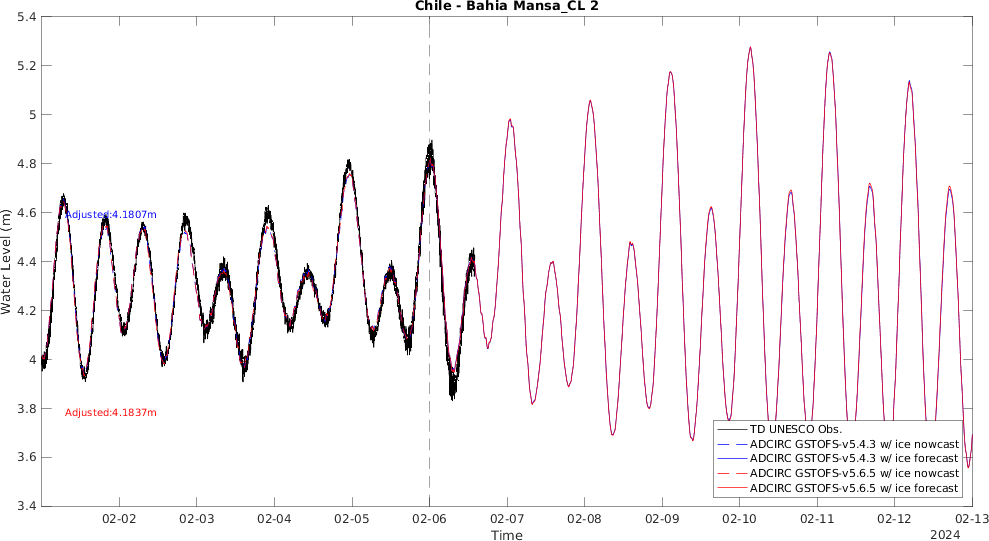 Chile - Bahia Mansa_CL 2
5.4
5.2
5
4.8
4.6
4.4
4.2
4
3.8
3.6
3.4
Water Level (m)
Adjusted:4.1807m
Adjusted:4.1837m
TD UNESCO Obs.
ADCIRC GSTOFS-v5.4.3 w/ ice nowcast
ADCIRC GSTOFS-v5.4.3 w/ ice forecast
ADCIRC GSTOFS-v5.6.5 w/ ice nowcast
ADCIRC GSTOFS-v5.6.5 w/ ice forecast
02-02 02-03 02-04 02-05 02-06 02-07 02-08 02-09 02-10 02-11 02-12 02-13
Time
2024